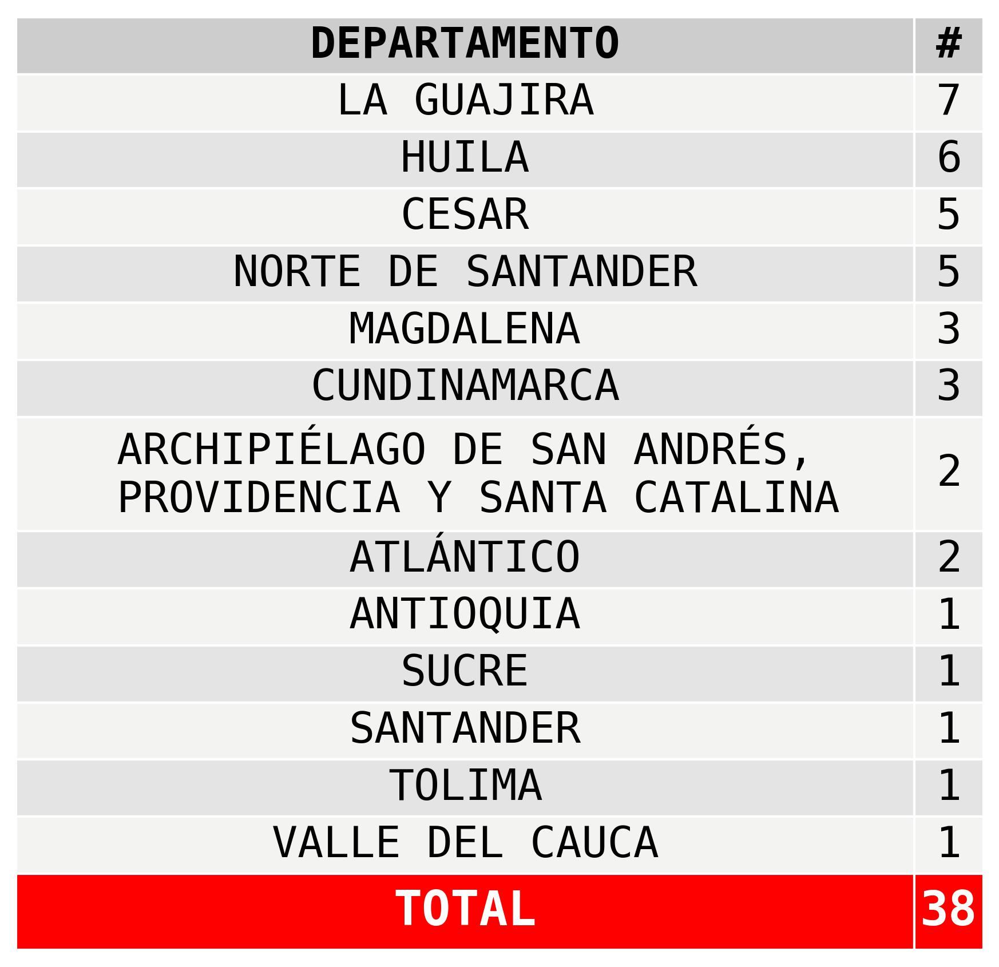 DEPARTAMENTO #
LA GUAJIRA 7
HUILA 6
CESAR 5
NORTE DE SANTANDER 5
MAGDALENA 3
CUNDINAMARCA 3
ARCHIPIÉLAGO DE SAN ANDRÉS,
PROVIDENCIA Y SANTA CATALINA 2
ATLÁNTICO 2
ANTIOQUIA 1
SUCRE 1
SANTANDER 1
TOLIMA 1
VALLE DEL CAUCA 1
TOTAL 38